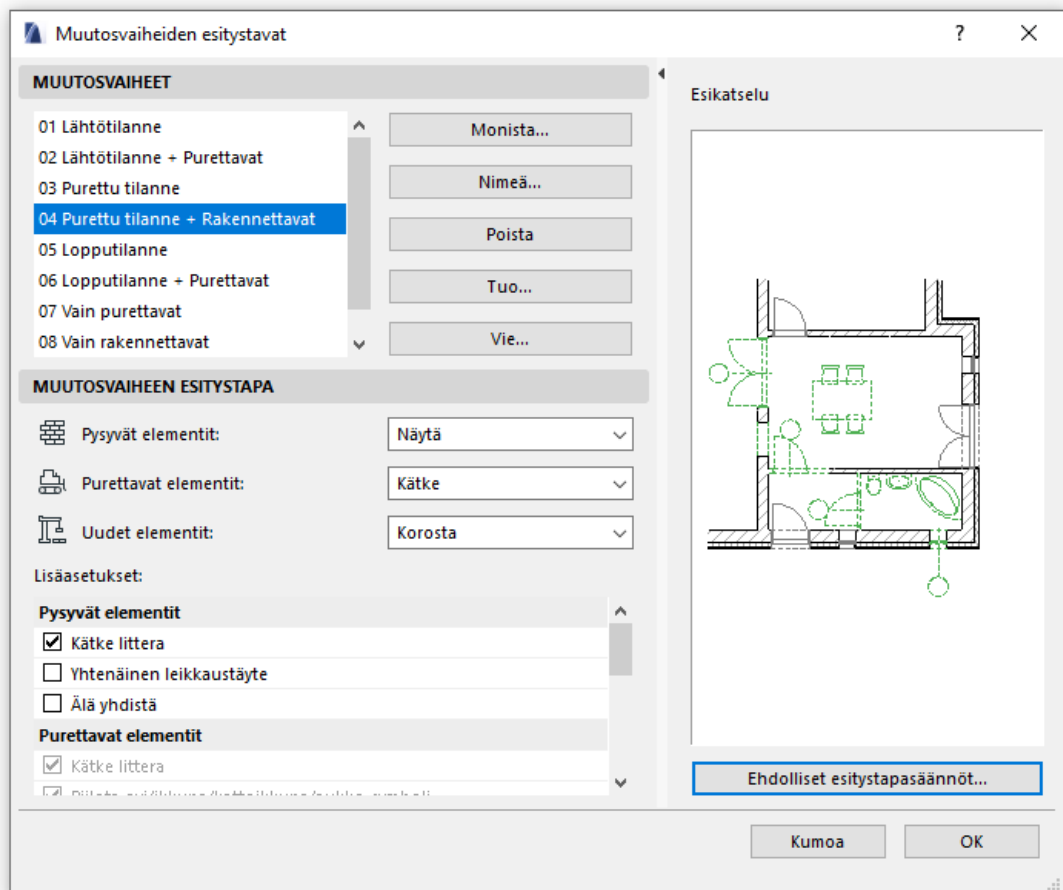 Muutosvaiheiden esitystavat
?
MUUTOSVAIHEET
01 Lähtötilanne
02 Lähtötilanne + Purettavat
03 Purettu tilanne
04 Purettu tilanne + Rakennettavat
05 Lopputilanne
06 Lopputilanne + Purettavat
07 Vain purettavat
08 Vain rakennettavat
Monista...
Nimeä...
Poista
Tuo...
Vie...
MUUTOSVAIHEEN ESITYSTAPA
Pysyvät elementit: Näytä
Purettavat elementit: Kätke
Uudet elementit: Korosta
Lisäasetukset:
Pysyvät elementit
Kätke littera
Yhtenäinen leikkaustäyte
Älä yhdistä
Purettavat elementit
Kätke littera
Esikatselu
Ehdolliset esitystapasäännöt...
Kumoa
OK